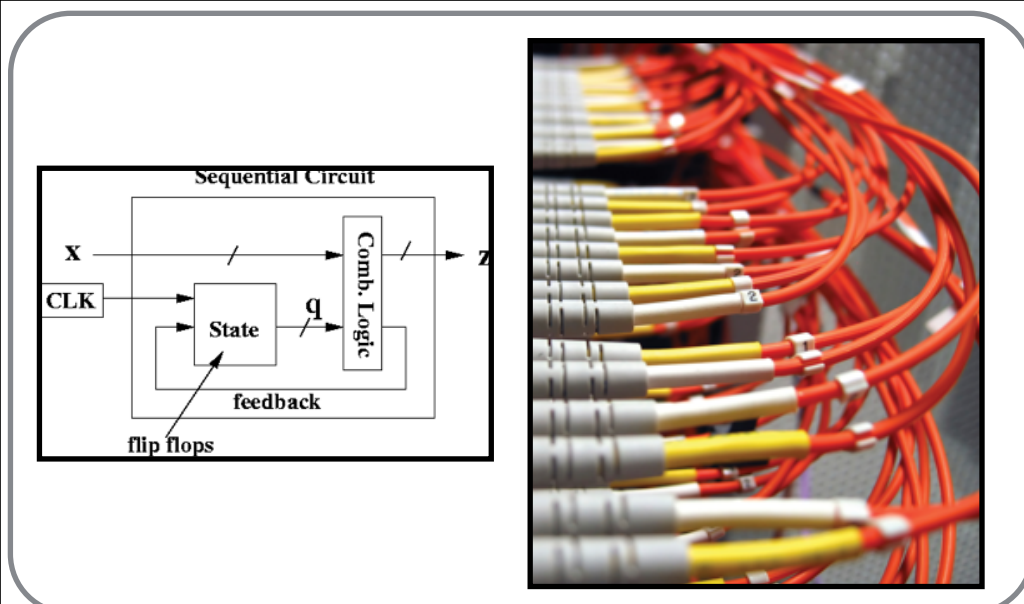 Sequential Circuit
x
z
CLK
Comb. Logic
q
State
feedback
flip flops
2